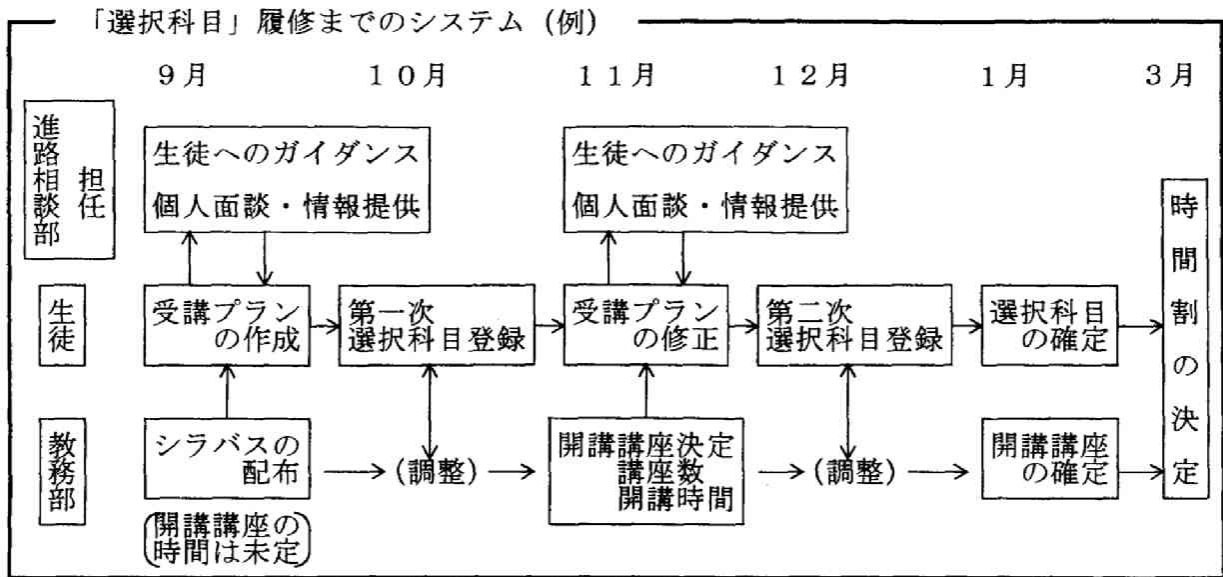 「選択科目」履修までのシステム (例)
9月 10月 11月 12月 1月 3月
進路相談部
担任
生徒へのガイダンス
個人面談・情報提供
生徒へのガイダンス
個人面談・情報提供
時間割の決定
生徒
受講プラン
の作成
第一次
選択科目登録
受講プラン
の修正
第二次
選択科目登録
選択科目
の確定
教務部
シラバスの
配布
(調整)
開講講座決定
講座数
開講時間
(調整)
開講講座
の確定
(開講講座の
時間は未定)